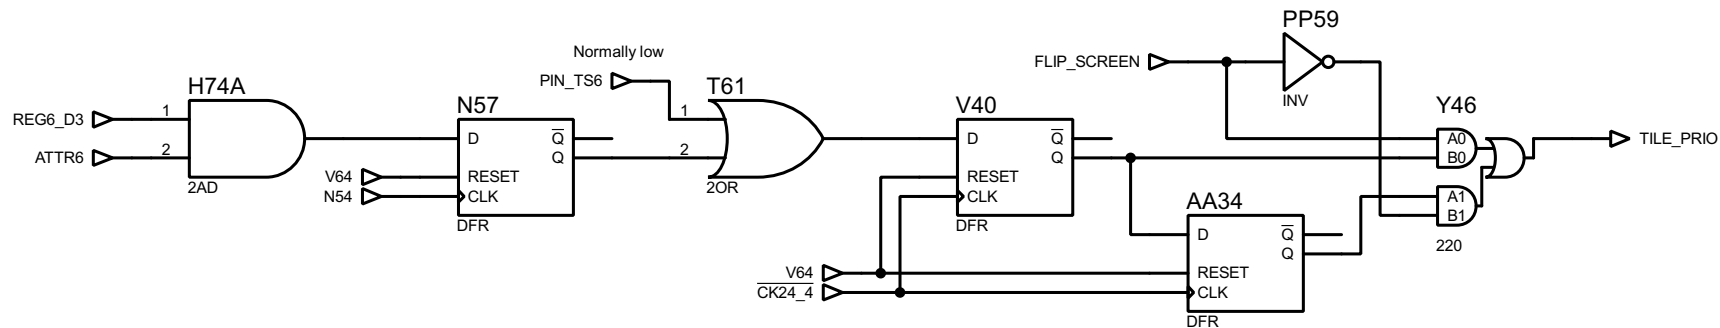 PP59
Normally low
FLIP_SCREEN
H74A
PIN_TS6
T61
INV
N57
V40
Y46
REG6_D3
1
1
D
Q
D
Q
A0
TILE_PRIO
ATTR6
2
Q
2
Q
B0
2AD
V64
RESET
2OR
RESET
N54
CLK
CLK
AA34
A1
B1
DFR
DFR
D
Q
220
Q
V64
RESET
CK24_4
CLK
DFR